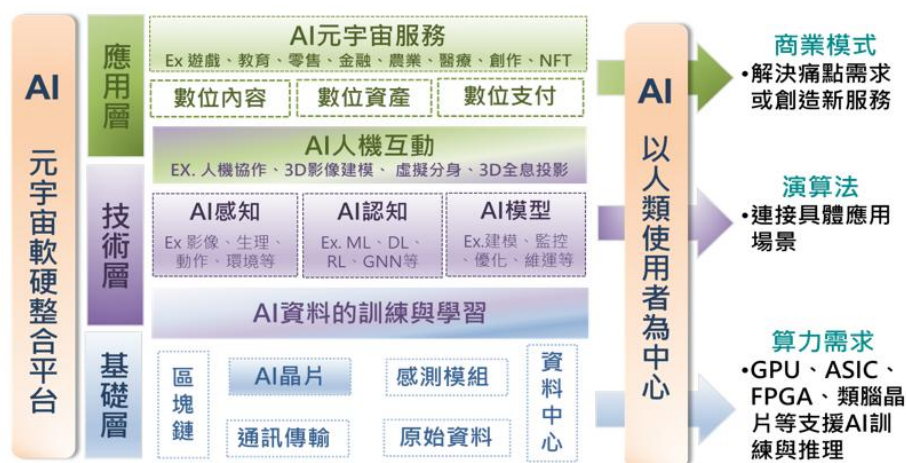 AI 元宇宙軟硬整合平台
應用層
AI元宇宙服務
Ex 遊戲、教育、零售、金融、農業、醫療、創作、NFT
數位內容
數位資產
數位支付
AI人機互動
EX. 人機協作、3D影像建模、 虛擬分身、3D全息投影
技術層
AI感知
Ex 影像、生理、
動作、環境等
AI認知
Ex. ML、DL、
RL、GNN等
AI模型
Ex.建模、監控
、優化、維運等
AI資料的訓練與學習
基礎層
區塊鏈
AI晶片
感測模組
通訊傳輸
原始資料
資料中心
AI 以人類使用者為中心
商業模式
•解決痛點需求
或創造新服務
演算法
•連接具體應用
場景
算力需求
•GPU、ASIC、
FPGA、類腦晶
片等支援AI訓
練與推理